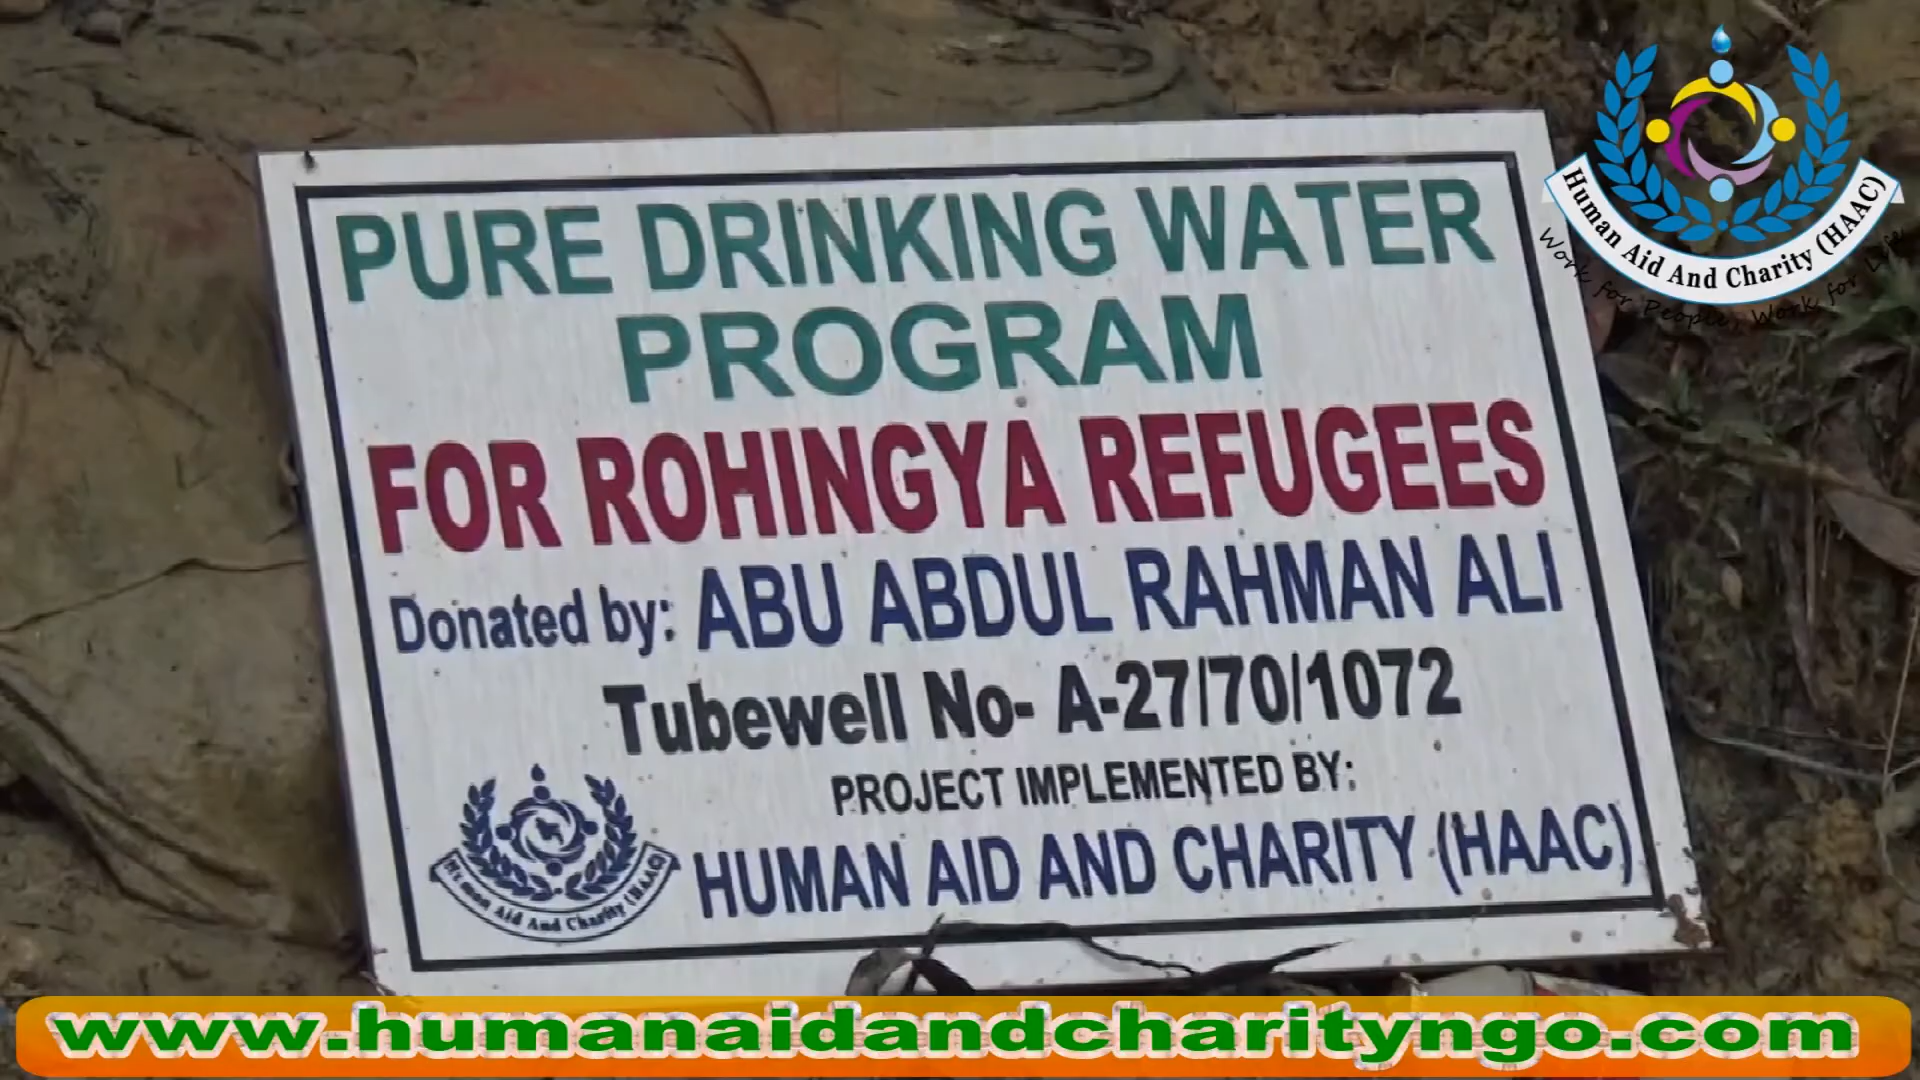 PURE DRINKING WATER
PROGRAM
FOR ROHINGYA REFUGEES
Donated by: ABU ABDUL RAHMAN ALI
Tubewell No- A-27/70/1072
PROJECT IMPLEMENTED BY:
HUMAN AID AND CHARITY (HAAC)
Human Aid And Charity (HAAC)
Human Aid And Charity (HAAC)
Work for People, Work for Life
www.humanaidandcharityngo.com